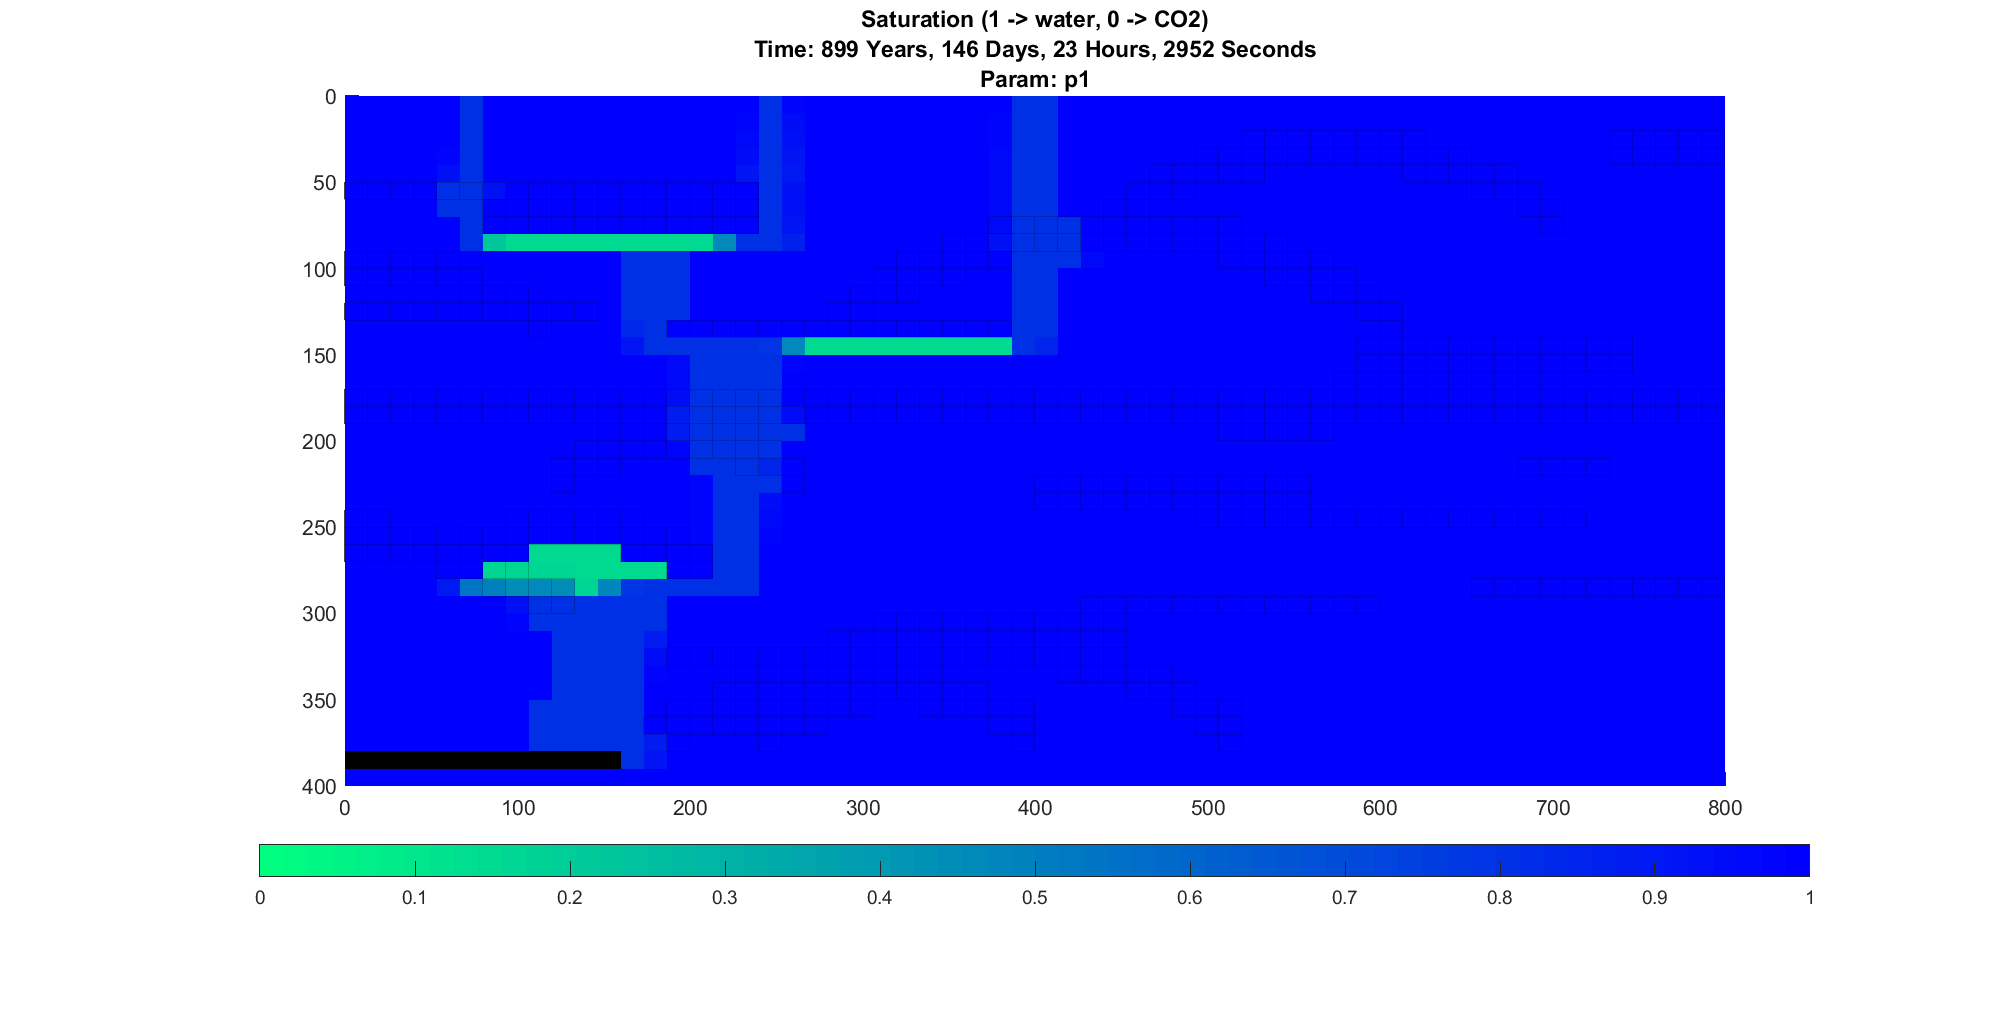 Saturation (1 -> water, 0 -> CO2)
Time: 899 Years, 146 Days, 23 Hours, 2952 Seconds
Param: p1
0
50
100
150
200
250
300
350
400
0 100 200 300 400 500 600 700 800
0 0.1 0.2 0.3 0.4 0.5 0.6 0.7 0.8 0.9 1